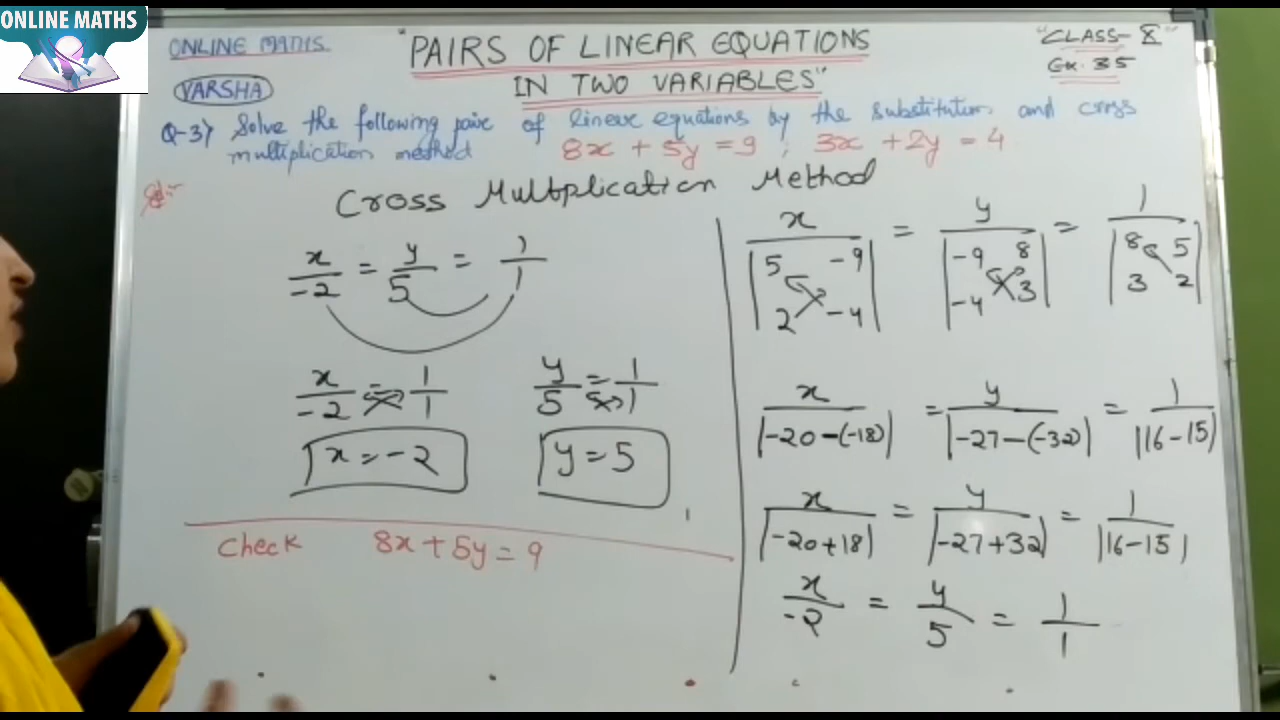 ONLINE MATHS
ONLINE MATHS.
"PAIRS OF LINEAR EQUATIONS
IN TWO VARIABLES"
"CLASS-X"
Ex. 3.5
VARSHA
Q-3) Solve the following pair of linear equations by the substitution and cross
multiplication method 8x + 5y = 9 ; 3x + 2y = 4
Cross Multplication Method
x/-2 = y/5 = 1/1
x/-2 = 1/1 y/5 = 1/1
x = -2 y = 5
Check 8x + 5y = 9
x/|5 -9 2 -4| = y/|-9 8 -4 3| = 1/|8 5 3 2|
x/|-20-(-18)| = y/|-27-(-32)| = 1/|16-15|
x/|-20+18| = y/|-27+32| = 1/|16-15|
x/-2 = y/5 = 1/1